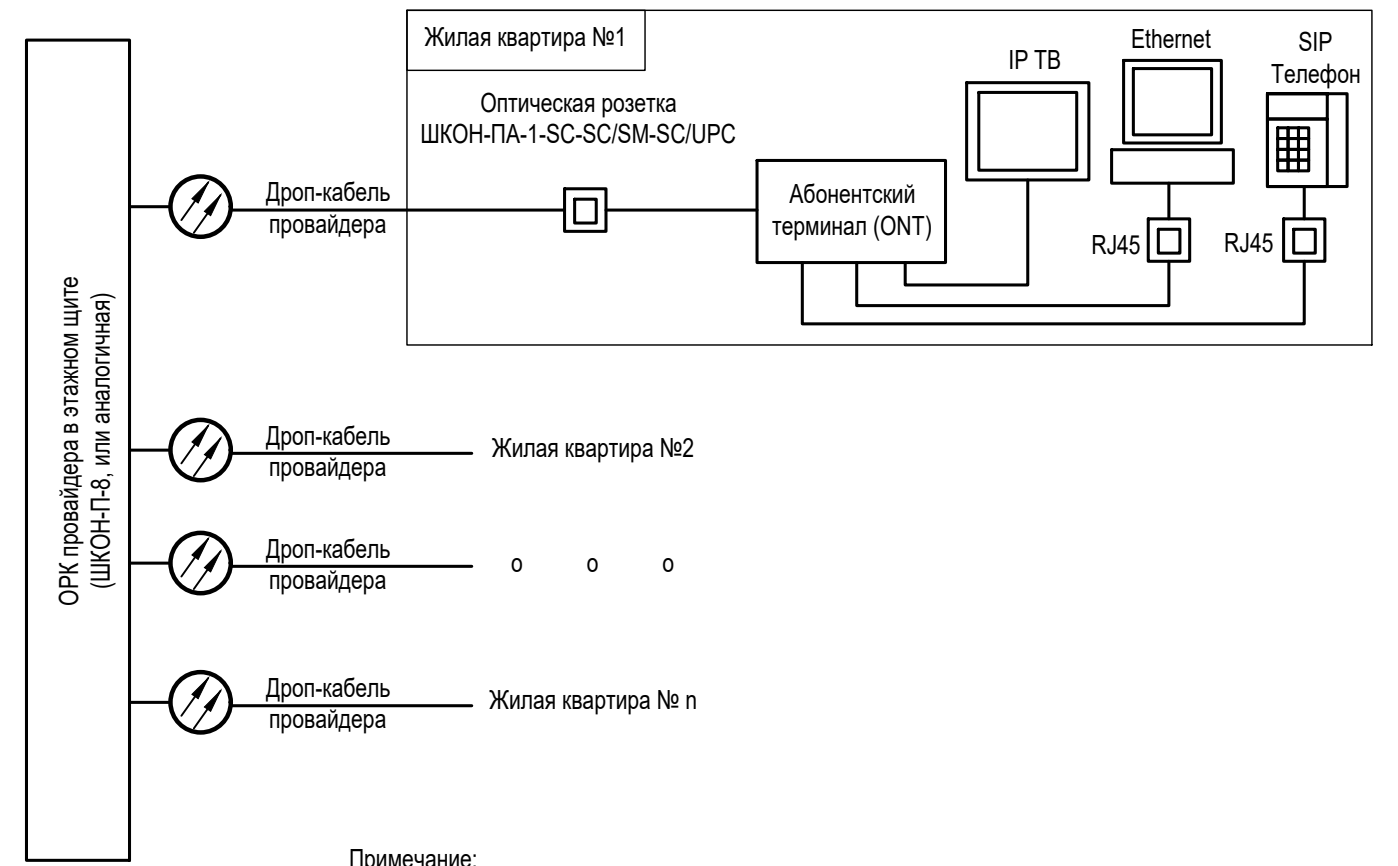 ОРК провайдера в этажном щите
(ШКОН-П-8, или аналогичная)
Жилая квартира №1
Оптическая розетка
ШКОН-ПА-1-SC-SC/SM-SC/UPC
Дроп-кабель
провайдера
Абонентский
терминал (ONT)
IP ТВ
Ethernet
SIP
Телефон
RJ45
RJ45
Дроп-кабель
провайдера
Жилая квартира №2
Дроп-кабель
провайдера
о о о
Дроп-кабель
провайдера
Жилая квартира № n
Примечание: